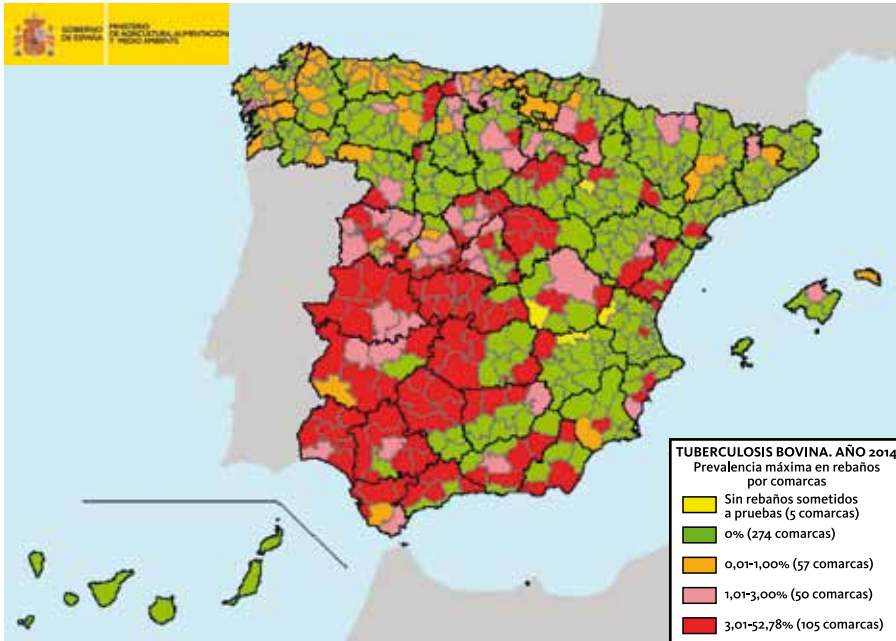 GOBIERNO
DE ESPAÑA
MINISTERIO
DE AGRICULTURA, ALIMENTACIÓN
Y MEDIO AMBIENTE
TUBERCULOSIS BOVINA. AÑO 2014
Prevalencia máxima en rebaños
por comarcas
Sin rebaños sometidos
a pruebas (5 comarcas)
0% (274 comarcas)
0,01-1,00% (57 comarcas)
1,01-3,00% (50 comarcas)
3,01-52,78% (105 comarcas)